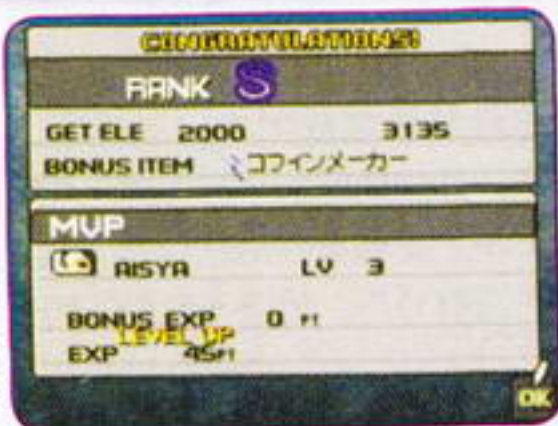 CONGRATULATIONS!
RANK S
GET ELE 2000 3135
BONUS ITEM コフインメーカー
MVP
AISYA LV 3
BONUS EXP 0 PT
LEVEL UP
EXP 45PT
OK